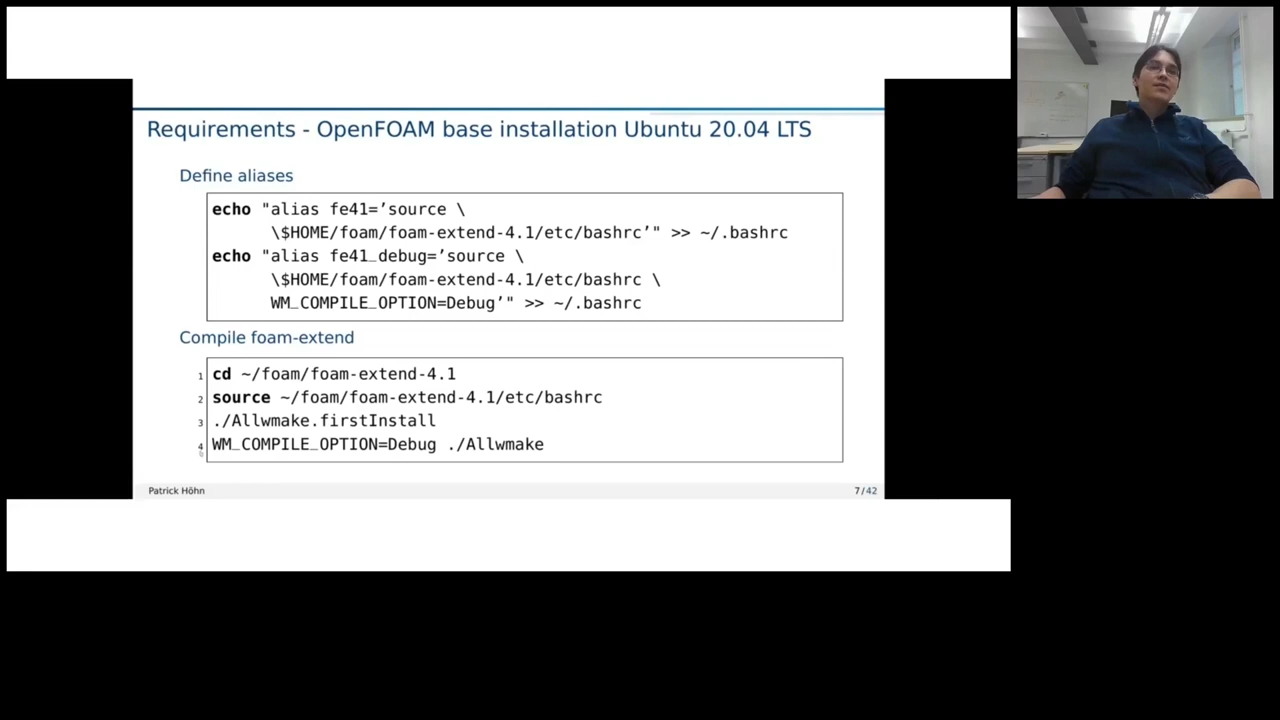 Requirements - OpenFOAM base installation Ubuntu 20.04 LTS
Define aliases
echo "alias fe41=’source \
\$HOME/foam/foam-extend-4.1/etc/bashrc’" >> ~/.bashrc
echo "alias fe41_debug=’source \
\$HOME/foam/foam-extend-4.1/etc/bashrc \
WM_COMPILE_OPTION=Debug’" >> ~/.bashrc
Compile foam-extend
1 cd ~/foam/foam-extend-4.1
2 source ~/foam/foam-extend-4.1/etc/bashrc
3 ./Allwmake.firstInstall
4 WM_COMPILE_OPTION=Debug ./Allwmake
Patrick Höhn 7/42